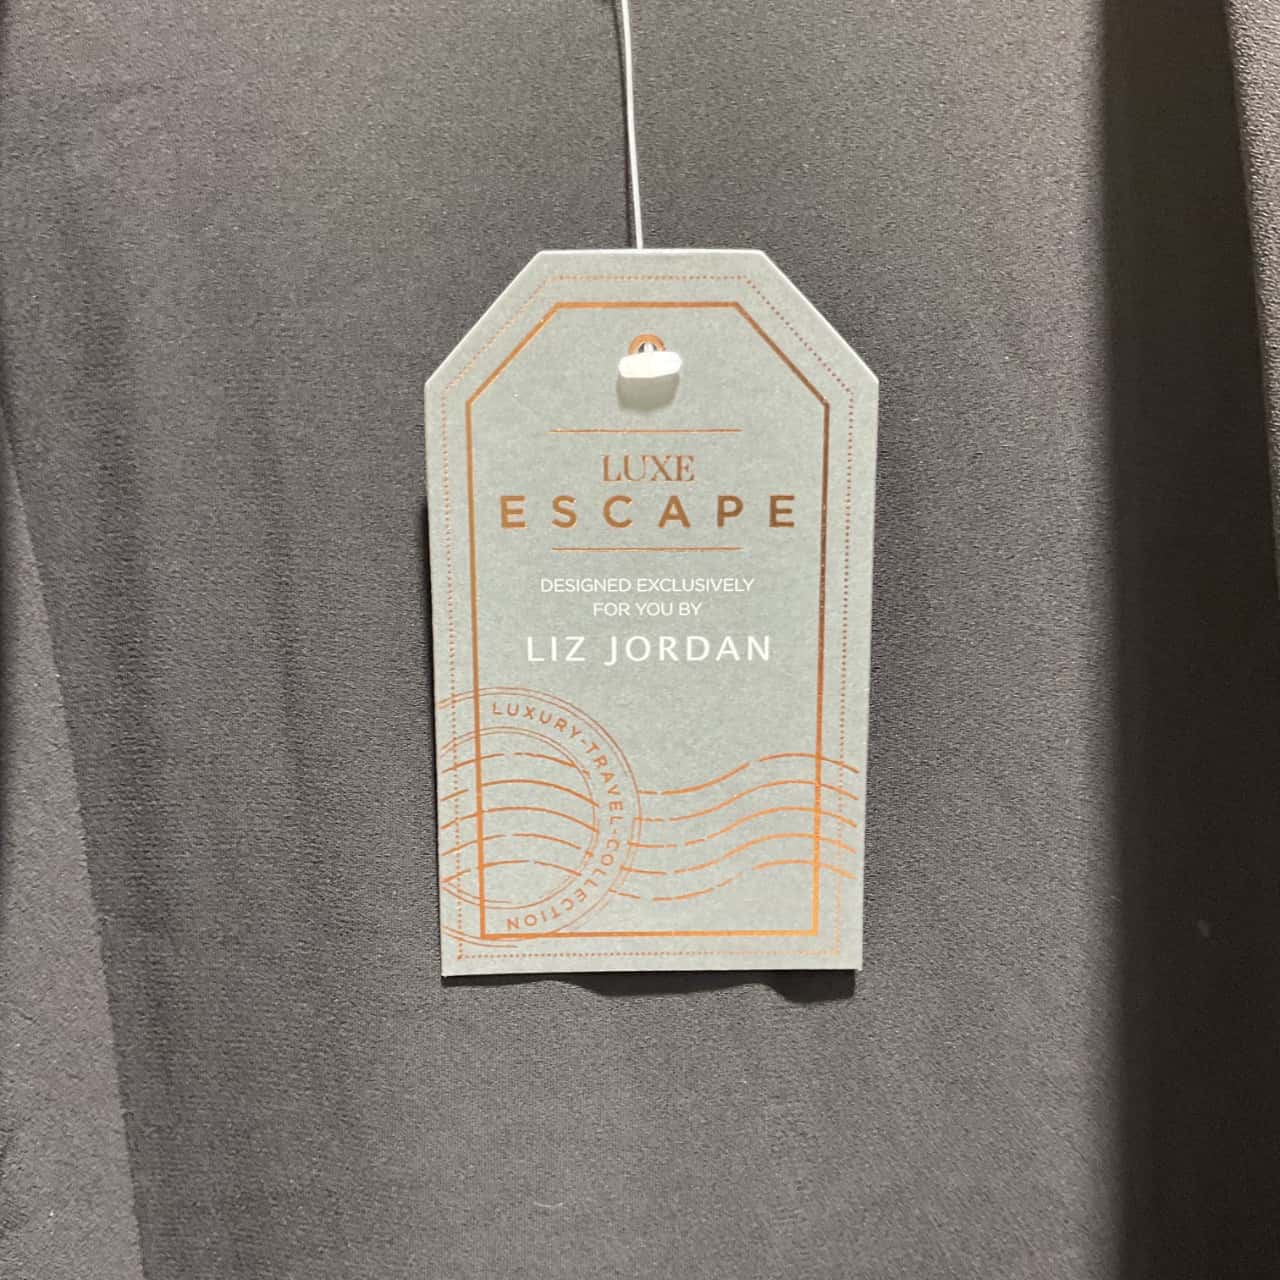 LUXE
ESCAPE
DESIGNED EXCLUSIVELY
FOR YOU BY
LIZ JORDAN
LUXURY-TRAVEL-COLLECTION